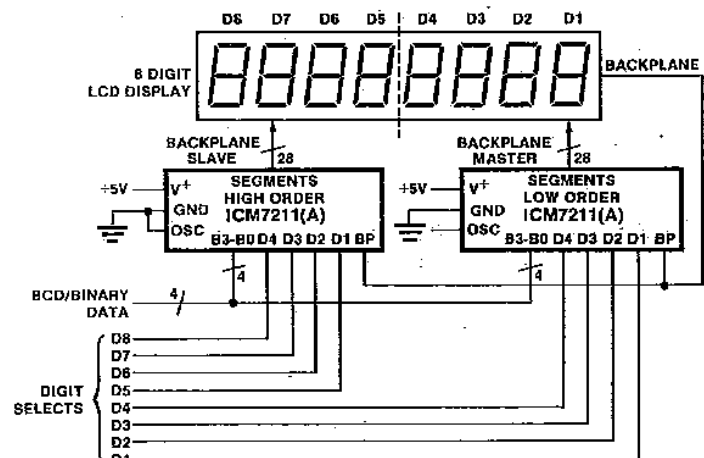 D8 D7 D6 D5 D4 D3 D2 D1
8 DIGIT
LCD DISPLAY
BACKPLANE
BACKPLANE
SLAVE
28
BACKPLANE
MASTER
28
+5V
V+
GND
OSC
SEGMENTS
HIGH ORDER
ICM7211(A)
B3-B0 D4 D3 D2 D1 BP
+5V
V+
GND
OSC
SEGMENTS
LOW ORDER
ICM7211(A)
B3-B0 D4 D3 D2 D1 BP
4
4
BCD/BINARY
DATA
4
DIGIT
SELECTS
D8
D7
D6
D5
D4
D3
D2
D1